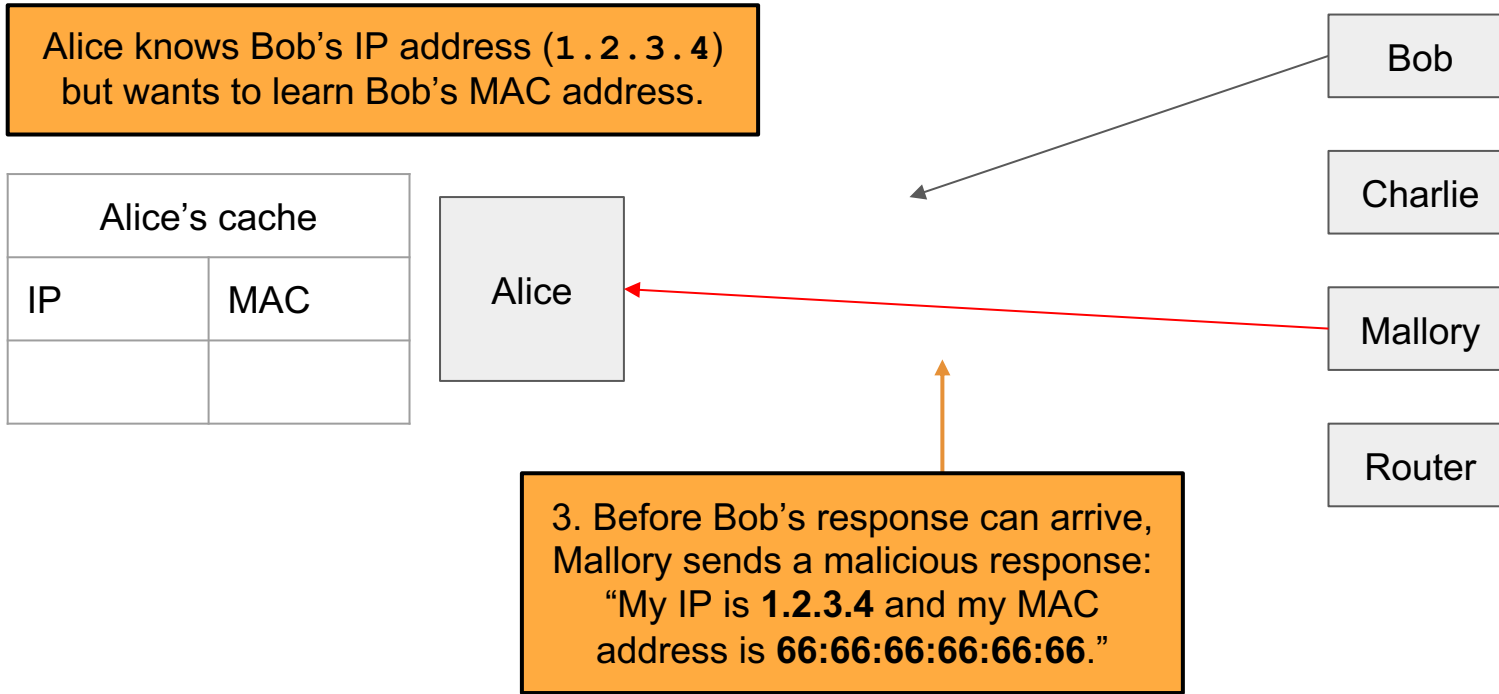 Alice knows Bob’s IP address (1.2.3.4)
but wants to learn Bob’s MAC address.
Bob
Charlie
Alice’s cache
IP MAC
Alice
Mallory
Router
3. Before Bob’s response can arrive,
Mallory sends a malicious response:
“My IP is 1.2.3.4 and my MAC
address is 66:66:66:66:66:66.”